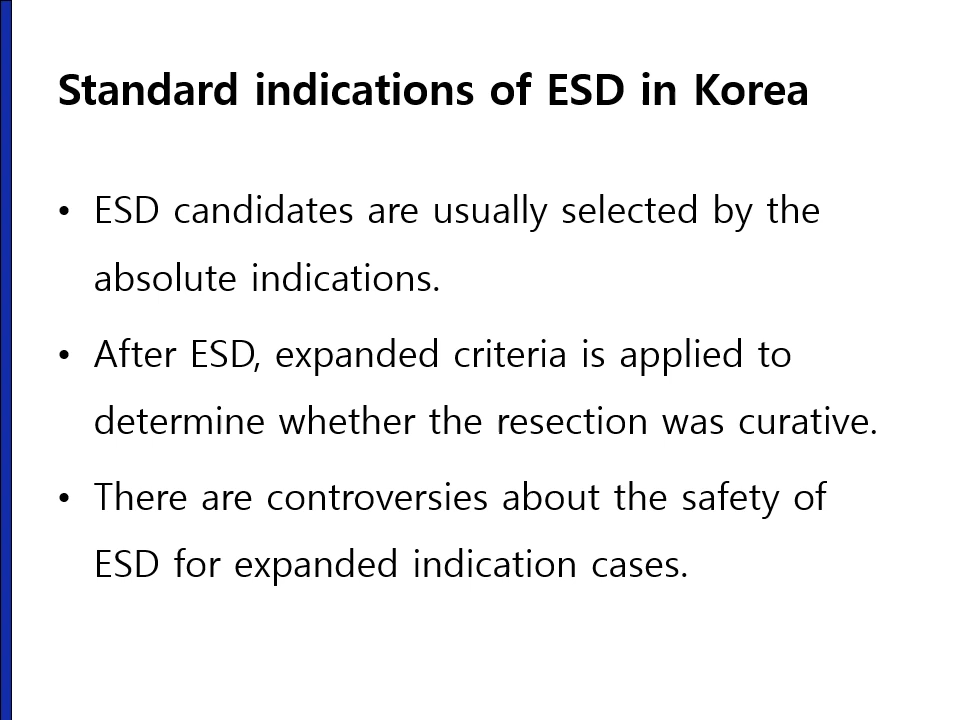 Standard indications of ESD in Korea
• ESD candidates are usually selected by the
absolute indications.
• After ESD, expanded criteria is applied to
determine whether the resection was curative.
• There are controversies about the safety of
ESD for expanded indication cases.